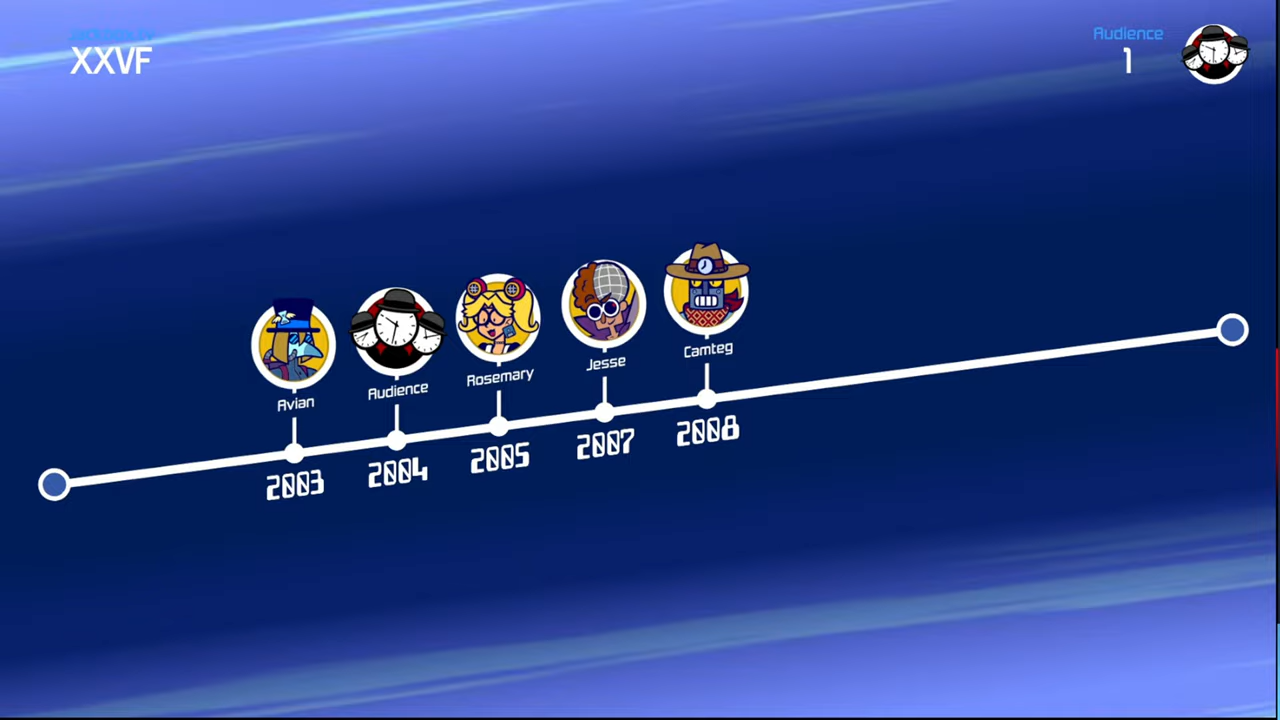 XXVF
Audience
1
Avian
Audience
Rosemary
Jesse
Camteg
2003
2004
2005
2007
2008